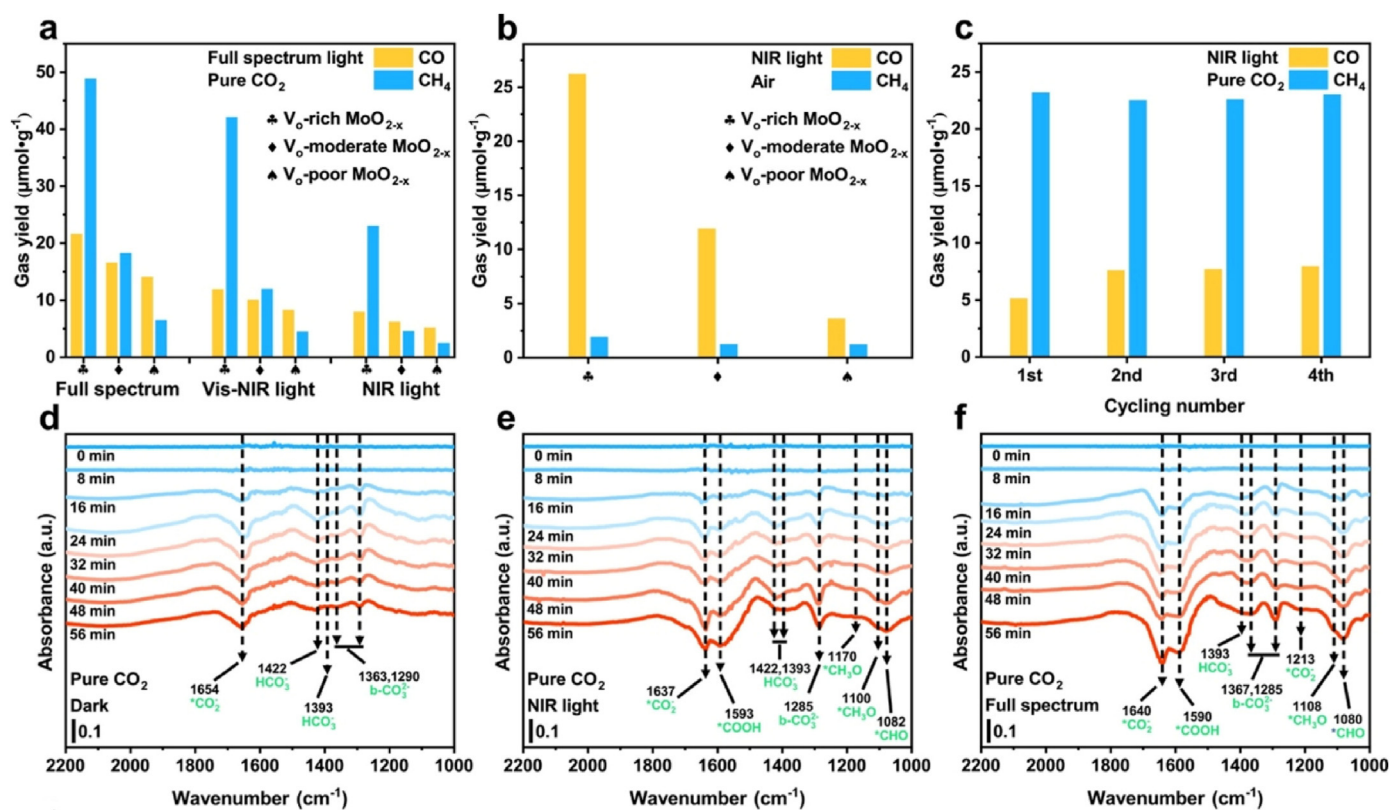 a
Full spectrum light CO
Pure CO₂ CH₄
♣ Vₒ-rich MoO₂₋ₓ
♦ Vₒ-moderate MoO₂₋ₓ
♠ Vₒ-poor MoO₂₋ₓ
Gas yield (μmol•g⁻¹)
50
40
30
20
10
0
♣ ♦ ♠ ♣ ♦ ♠ ♣ ♦ ♠
Full spectrum Vis-NIR light NIR light
b
NIR light CO
Air CH₄
♣ Vₒ-rich MoO₂₋ₓ
♦ Vₒ-moderate MoO₂₋ₓ
♠ Vₒ-poor MoO₂₋ₓ
Gas yield (μmol•g⁻¹)
25
20
15
10
5
0
♣ ♦ ♠
c
NIR light CO
Pure CO₂ CH₄
Gas yield (μmol•g⁻¹)
25
20
15
10
5
0
1st 2nd 3rd 4th
Cycling number
d
0 min
8 min
16 min
24 min
32 min
40 min
48 min
56 min
Absorbance (a.u.)
Pure CO₂
Dark
0.1
1654
*CO₂⁻
1422
HCO₃⁻
1393
HCO₃⁻
1363,1290
b-CO₃²⁻
2200 2000 1800 1600 1400 1200 1000
Wavenumber (cm⁻¹)
e
0 min
8 min
16 min
24 min
32 min
40 min
48 min
56 min
Absorbance (a.u.)
Pure CO₂
NIR light
0.1
1637
*CO₂⁻
1593
*COOH
1422,1393
HCO₃⁻
1285
b-CO₃²⁻
1170
*CH₃O
1100
*CH₃O
1082
*CHO
2200 2000 1800 1600 1400 1200 1000
Wavenumber (cm⁻¹)
f
0 min
8 min
16 min
24 min
32 min
40 min
48 min
56 min
Absorbance (a.u.)
Pure CO₂
Full spectrum
0.1
1640
*CO₂⁻
1590
*COOH
1393
HCO₃⁻
1367,1285
b-CO₃²⁻
1213
*CO₂⁻
1108
*CH₃O
1080
*CHO
2200 2000 1800 1600 1400 1200 1000
Wavenumber (cm⁻¹)